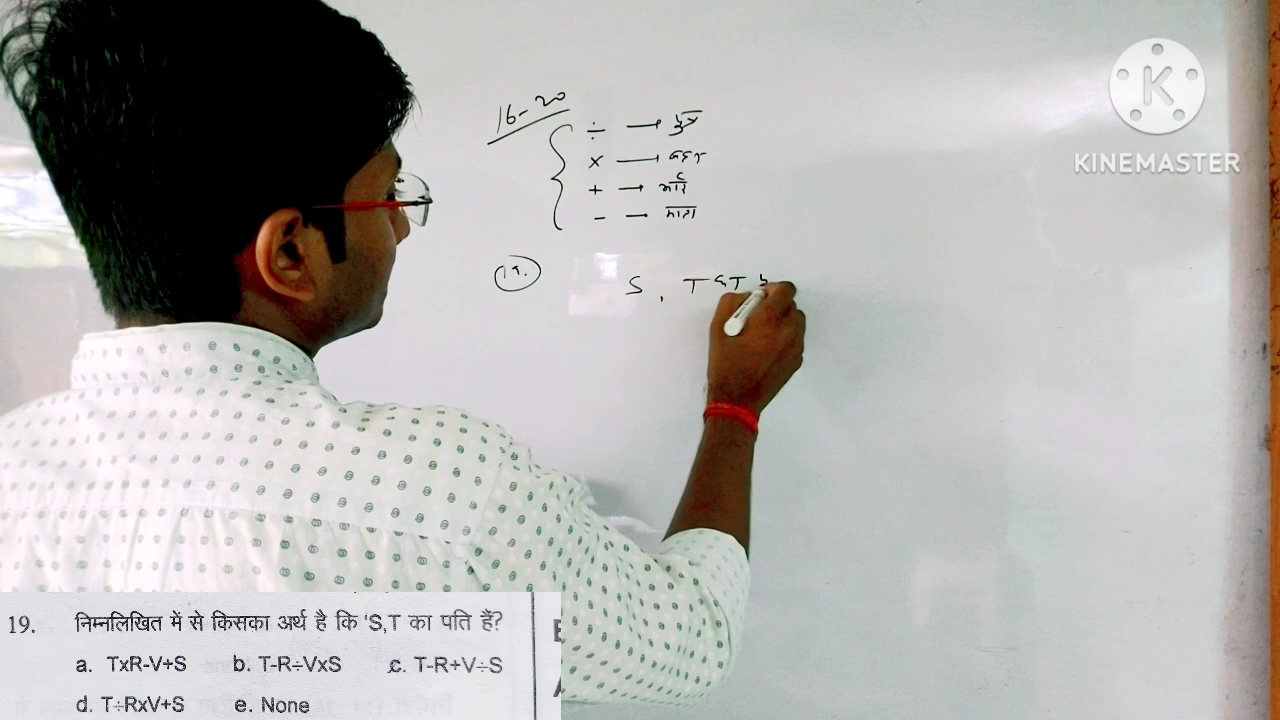 16-20
÷ → पुत्र
× → बहन
+ → भाई
- → माता
19.
S, T का प
KINEMASTER
19. निम्नलिखित में से किसका अर्थ है कि 'S,T का पति हैं?
a. TxR-V+S b. T-R÷VxS c. T-R+V÷S
d. T÷RxV+S e. None